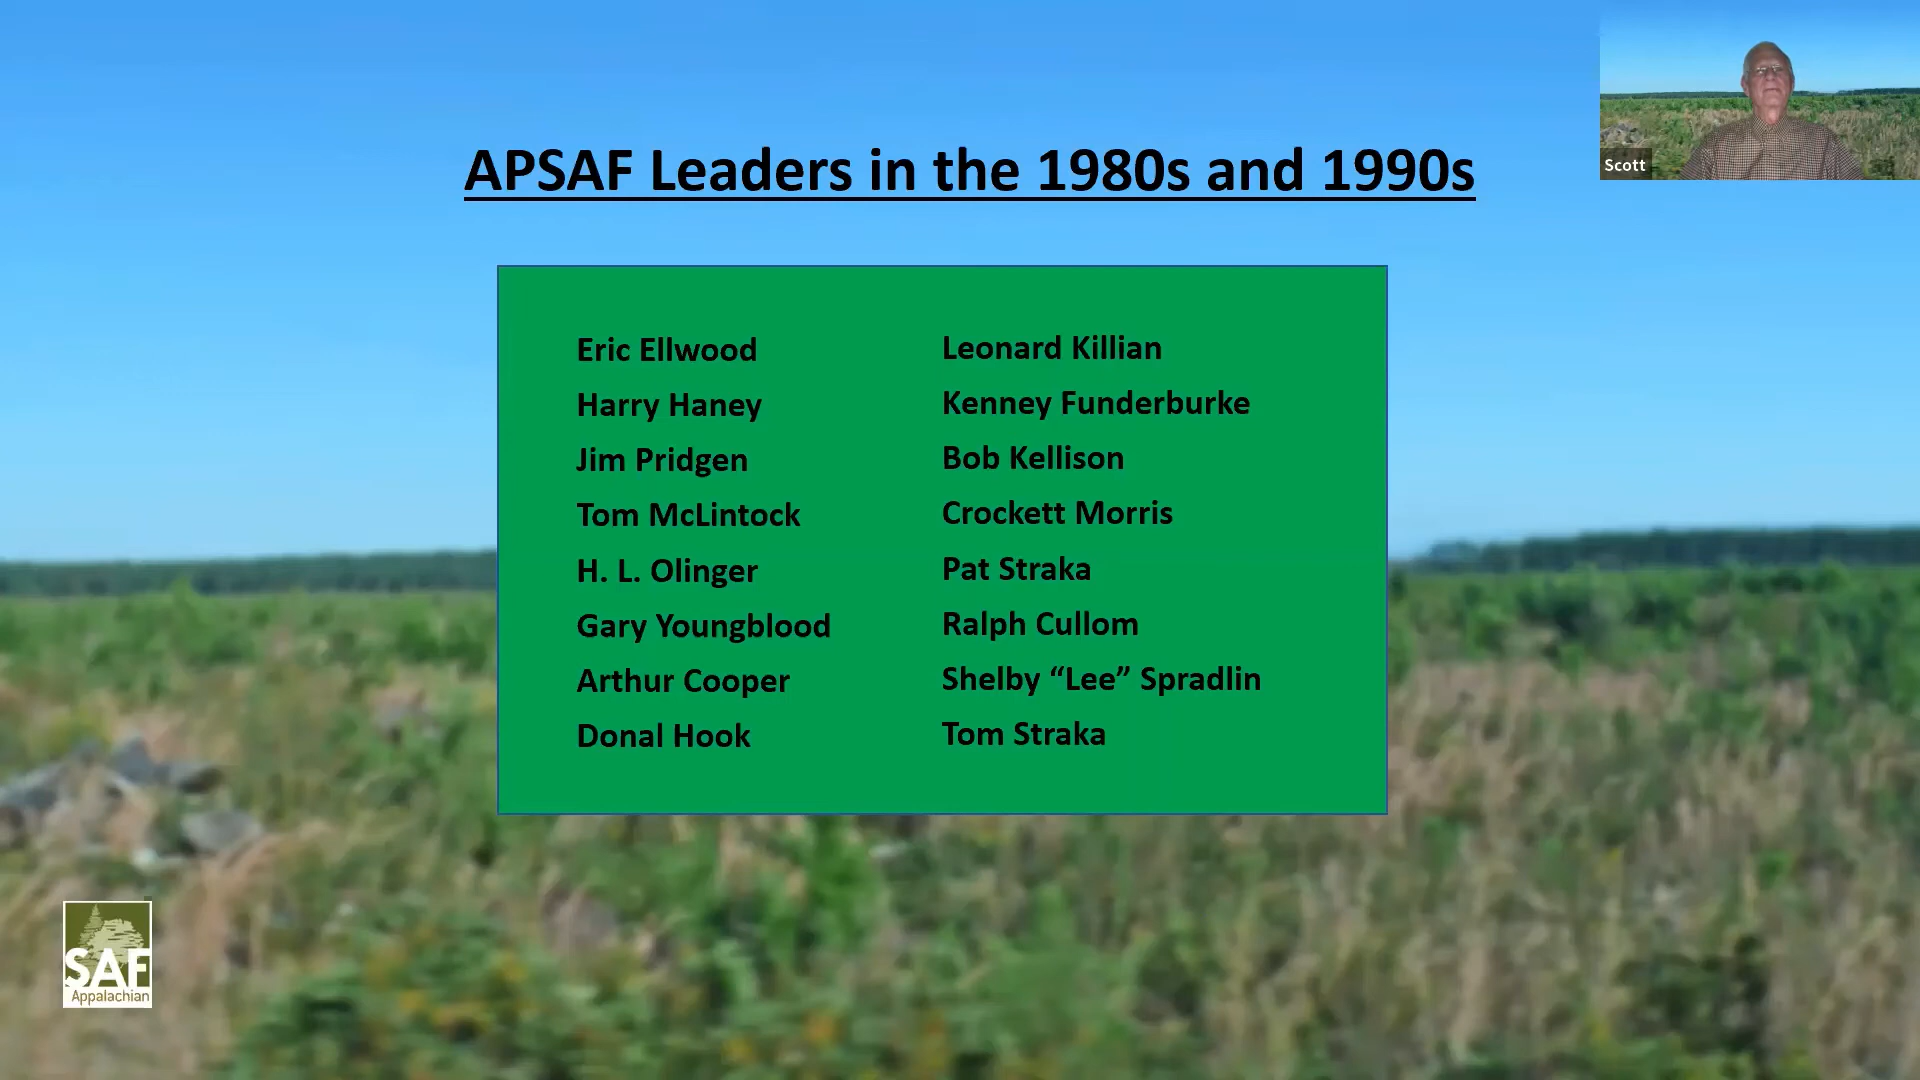 APSAF Leaders in the 1980s and 1990s
Scott
Eric Ellwood
Harry Haney
Jim Pridgen
Tom McLintock
H. L. Olinger
Gary Youngblood
Arthur Cooper
Donal Hook
Leonard Killian
Kenney Funderburke
Bob Kellison
Crockett Morris
Pat Straka
Ralph Cullom
Shelby “Lee” Spradlin
Tom Straka
SAF
Appalachian